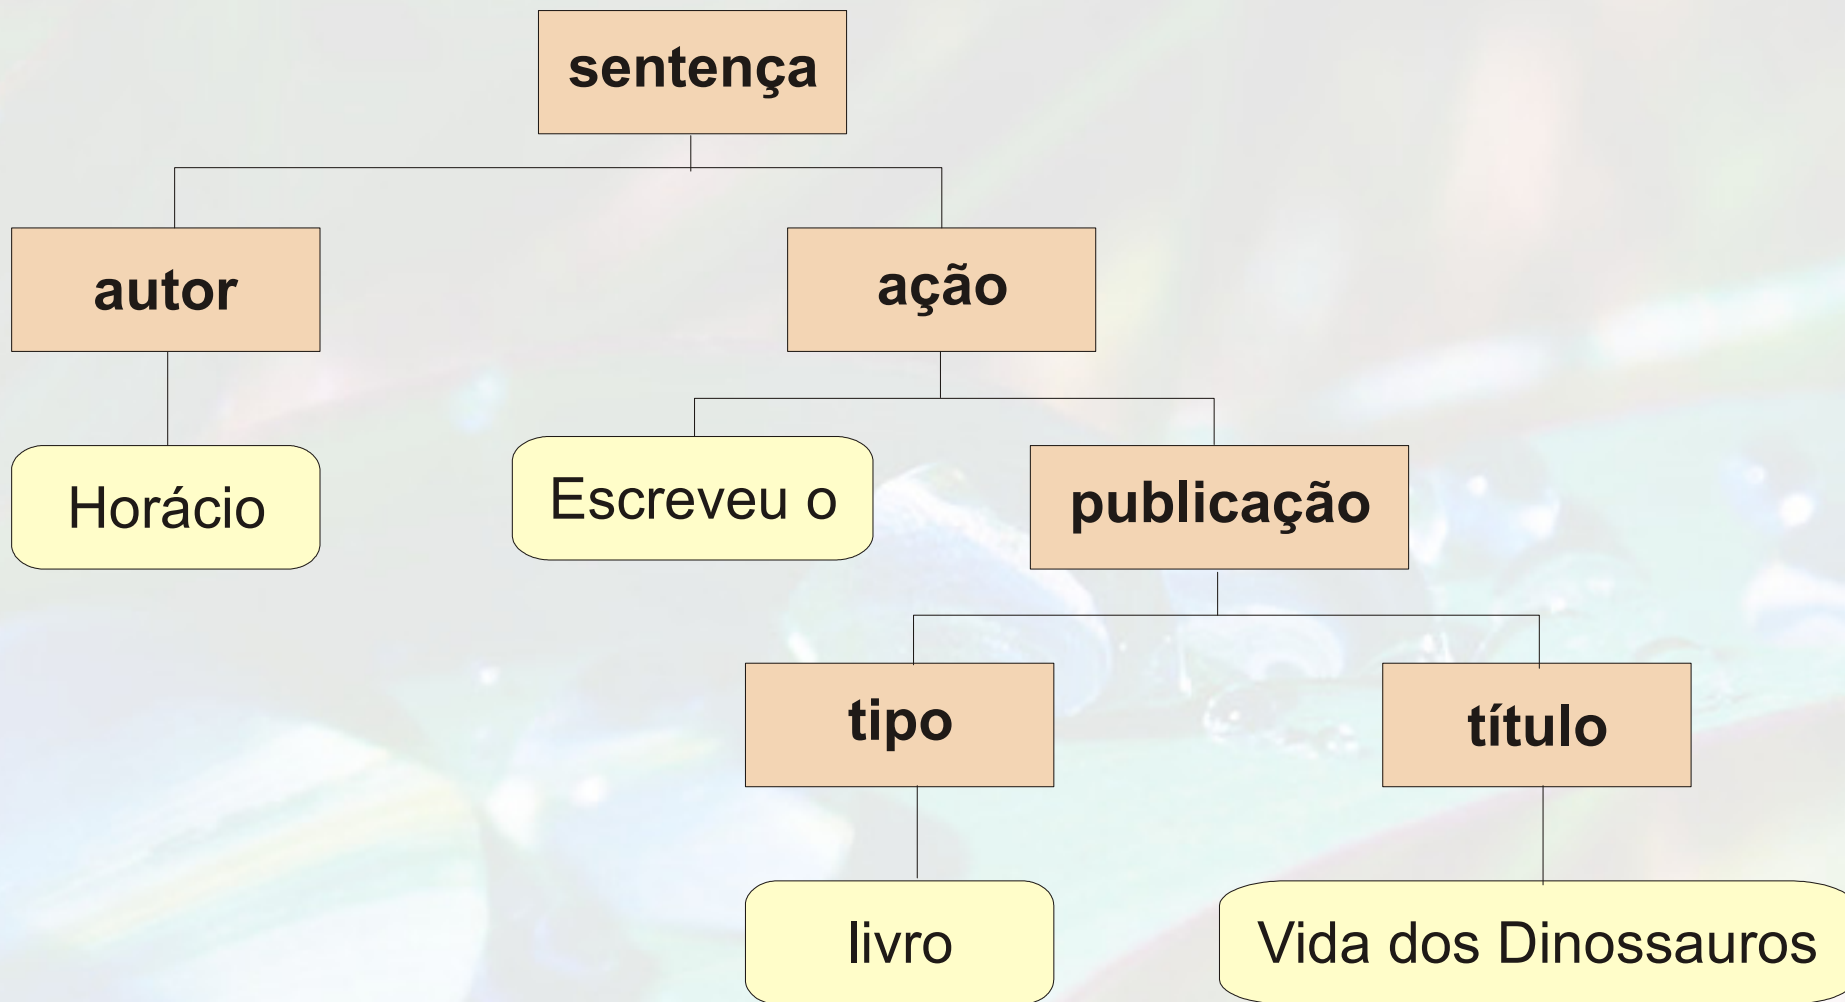 sentença
autor
ação
Horácio
Escreveu o
publicação
tipo
título
livro
Vida dos Dinossauros